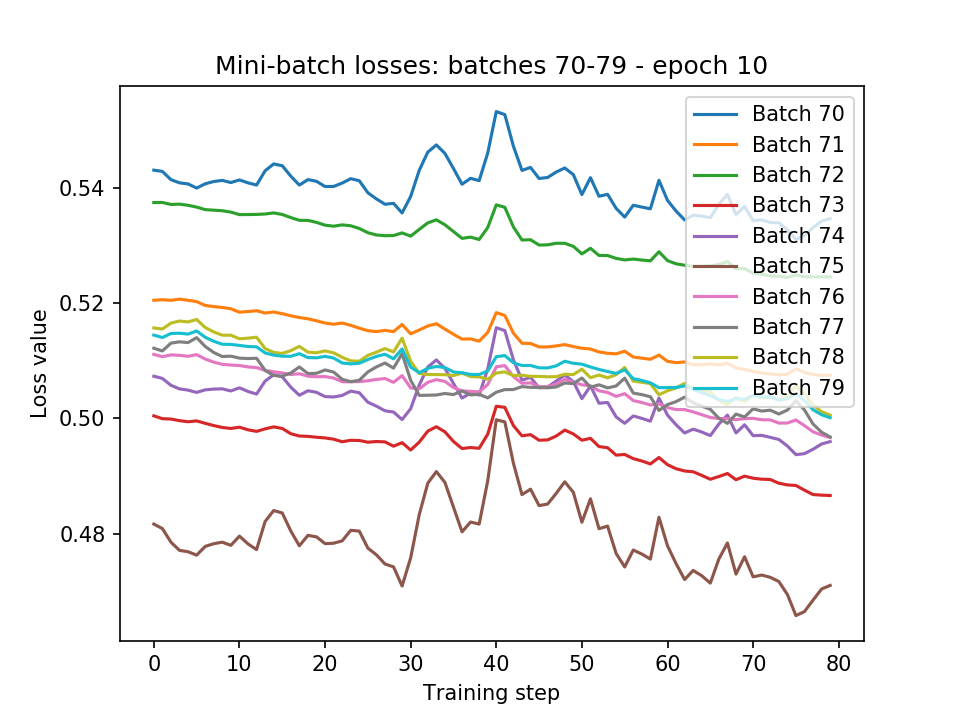 Mini-batch losses: batches 70-79 - epoch 10
Loss value
0.54
0.52
0.50
0.48
Batch 70
Batch 71
Batch 72
Batch 73
Batch 74
Batch 75
Batch 76
Batch 77
Batch 78
Batch 79
0 10 20 30 40 50 60 70 80
Training step